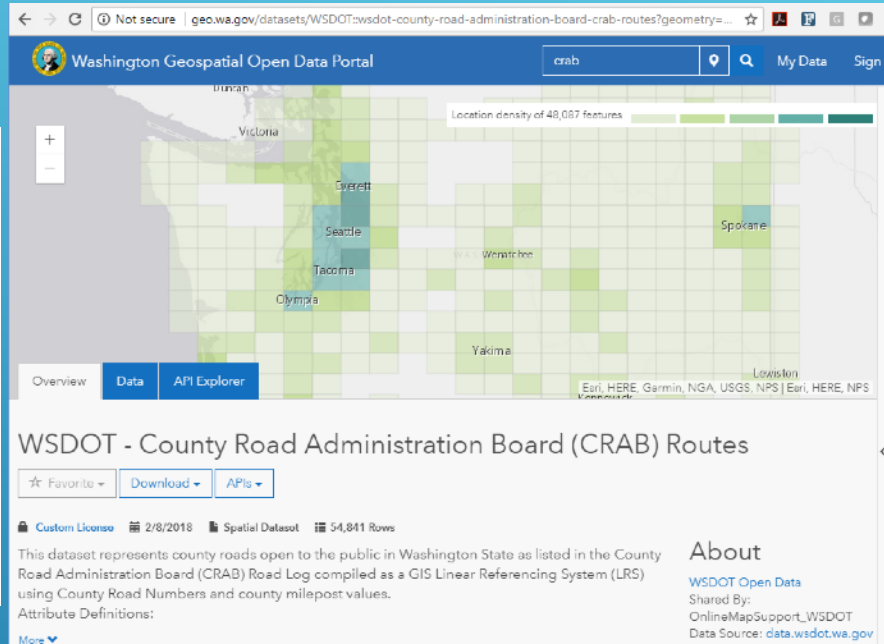 Not secure | geo.wa.gov/datasets/WSDOT::wsdot-county-road-administration-board-crab-routes?geometry=...
Washington Geospatial Open Data Portal
crab
My Data
Sign
Duncan
Victoria
Location density of 48,087 features
+
−
Everett
Seattle
Spokane
Wenatchee
Tacoma
Olympia
Yakima
Lewiston
Overview
Data
API Explorer
Esri, HERE, Garmin, NGA, USGS, NPS | Esri, HERE, NPS
Kennewick
WSDOT - County Road Administration Board (CRAB) Routes
Favorite
Download
APIs
Custom License 2/8/2018 Spatial Dataset 54,841 Rows
This dataset represents county roads open to the public in Washington State as listed in the County
Road Administration Board (CRAB) Road Log compiled as a GIS Linear Referencing System (LRS)
using County Road Numbers and county milepost values.
Attribute Definitions:
More
About
WSDOT Open Data
Shared By:
OnlineMapSupport_WSDOT
Data Source: data.wsdot.wa.gov